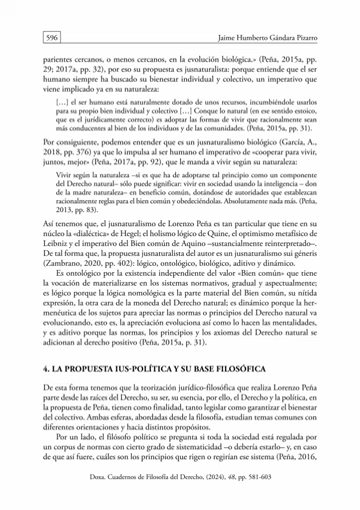 596
Jaime Humberto Gándara Pizarro
parientes cercanos, o menos cercanos, en la evolución biológica.» (Peña, 2015a, pp.
29; 2017a, pp. 32), por eso su propuesta es jusnaturalista: porque entiende que el ser
humano siempre ha buscado su bienestar individual y colectivo, un imperativo que
viene implicado ya en su naturaleza:
[…] el ser humano está naturalmente dotado de unos recursos, incumbiéndole usarlos
para su propio bien individual y colectivo […] Conque lo natural (en ese sentido estoico,
que es el jurídicamente correcto) es adoptar las formas de vivir que racionalmente sean
más conducentes al bien de los individuos y de las comunidades. (Peña, 2015a, pp. 31).
Por consiguiente, podemos entender que es un jusnaturalismo biológico (García, A.,
2018, pp. 376) ya que lo impulsa al ser humano el imperativo de «cooperar para vivir,
juntos, mejor» (Peña, 2017a, pp. 92), que le manda a vivir según su naturaleza:
Vivir según la naturaleza –si es que ha de adoptarse tal principio como un componente
del Derecho natural– sólo puede significar: vivir en sociedad usando la inteligencia – don
de la madre naturaleza– en beneficio común, dotándose de autoridades que establezcan
racionalmente reglas para el bien común y obedeciéndolas. Absolutamente nada más. (Peña,
2013, pp. 83).
Así tenemos que, el jusnaturalismo de Lorenzo Peña es tan particular que tiene en su
núcleo la «dialéctica» de Hegel; el holismo lógico de Quine, el optimismo metafísico de
Leibniz y el imperativo del Bien común de Aquino –sustancialmente reinterpretado–.
De tal forma que, la propuesta jusnaturalista del autor es un jusnaturalismo sui géneris
(Zambrano, 2020, pp. 402): lógico, ontológico, biológico, aditivo y dinámico.
Es ontológico por la existencia independiente del valor «Bien común» que tiene
la vocación de materializarse en los sistemas normativos, gradual y aspectualmente;
es lógico porque la lógica nomológica es la parte material del Bien común, su nítida
expresión, la otra cara de la moneda del Derecho natural; es dinámico porque la her-
menéutica de los sujetos para apreciar las normas o principios del Derecho natural va
evolucionando, esto es, la apreciación evoluciona así como lo hacen las mentalidades,
y es aditivo porque las normas, los principios y los axiomas del Derecho natural se
adicionan al derecho positivo (Peña, 2015a, p. 31).
4. LA PROPUESTA IUS-POLÍTICA Y SU BASE FILOSÓFICA
De esta forma tenemos que la teorización jurídico-filosófica que realiza Lorenzo Peña
parte desde las raíces del Derecho, su ser, su esencia, por ello, el Derecho y la política, en
la propuesta de Peña, tienen como finalidad, tanto legislar como garantizar el bienestar
del colectivo. Ambas esferas, abordadas desde la filosofía, estudian temas comunes con
diferentes orientaciones y hacia distintos propósitos.
Por un lado, el filósofo político se pregunta si toda la sociedad está regulada por
un corpus de normas con cierto grado de sistematicidad –o debería estarlo– y, en caso
de que así fuere, cuáles son los principios que rigen o regirían ese sistema (Peña, 2016,
Doxa. Cuadernos de Filosofía del Derecho, (2024), 48, pp. 581-603